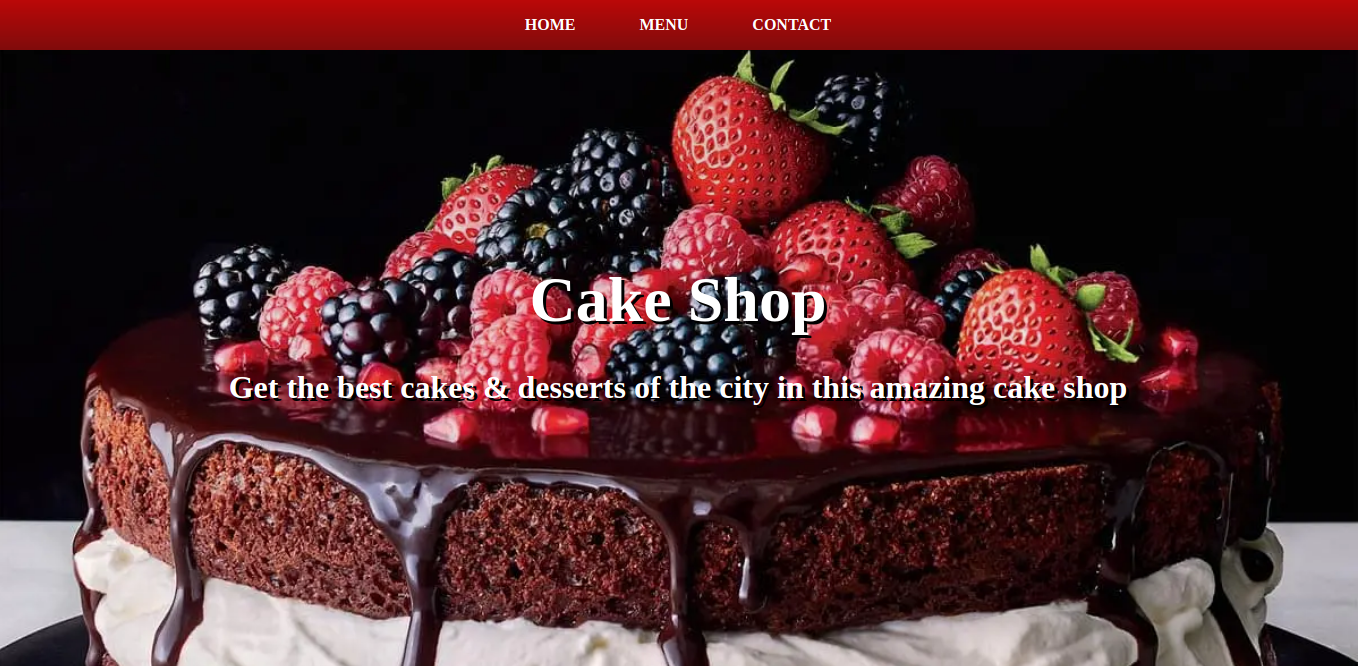 HOME MENU CONTACT
Cake Shop
Get the best cakes & desserts of the city in this amazing cake shop